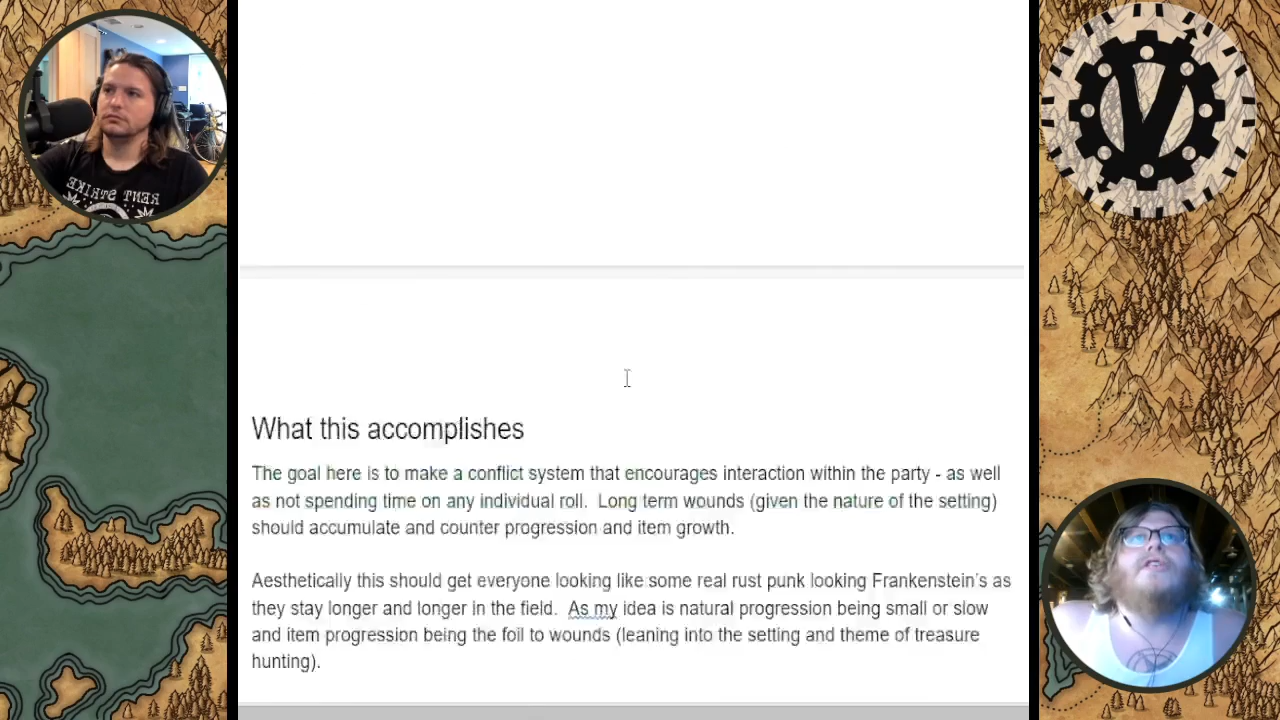 RENT STRIKE
V
What this accomplishes
The goal here is to make a conflict system that encourages interaction within the party - as well
as not spending time on any individual roll. Long term wounds (given the nature of the setting)
should accumulate and counter progression and item growth.
Aesthetically this should get everyone looking like some real rust punk looking Frankenstein's as
they stay longer and longer in the field. As my idea is natural progression being small or slow
and item progression being the foil to wounds (leaning into the setting and theme of treasure
hunting).